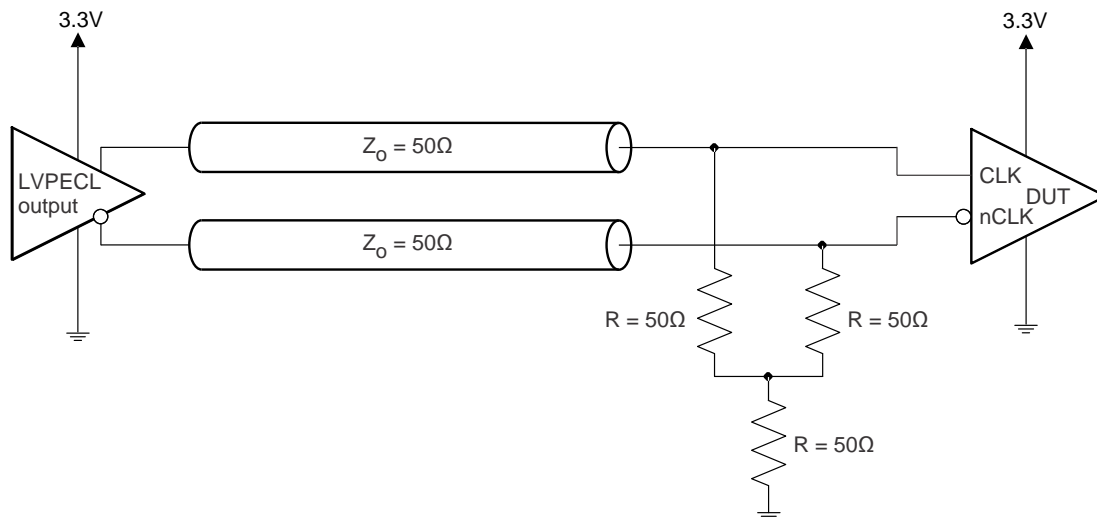 3.3V
3.3V
Zo = 50Ω
LVPECL
output
CLK
DUT
nCLK
Zo = 50Ω
R = 50Ω
R = 50Ω
R = 50Ω